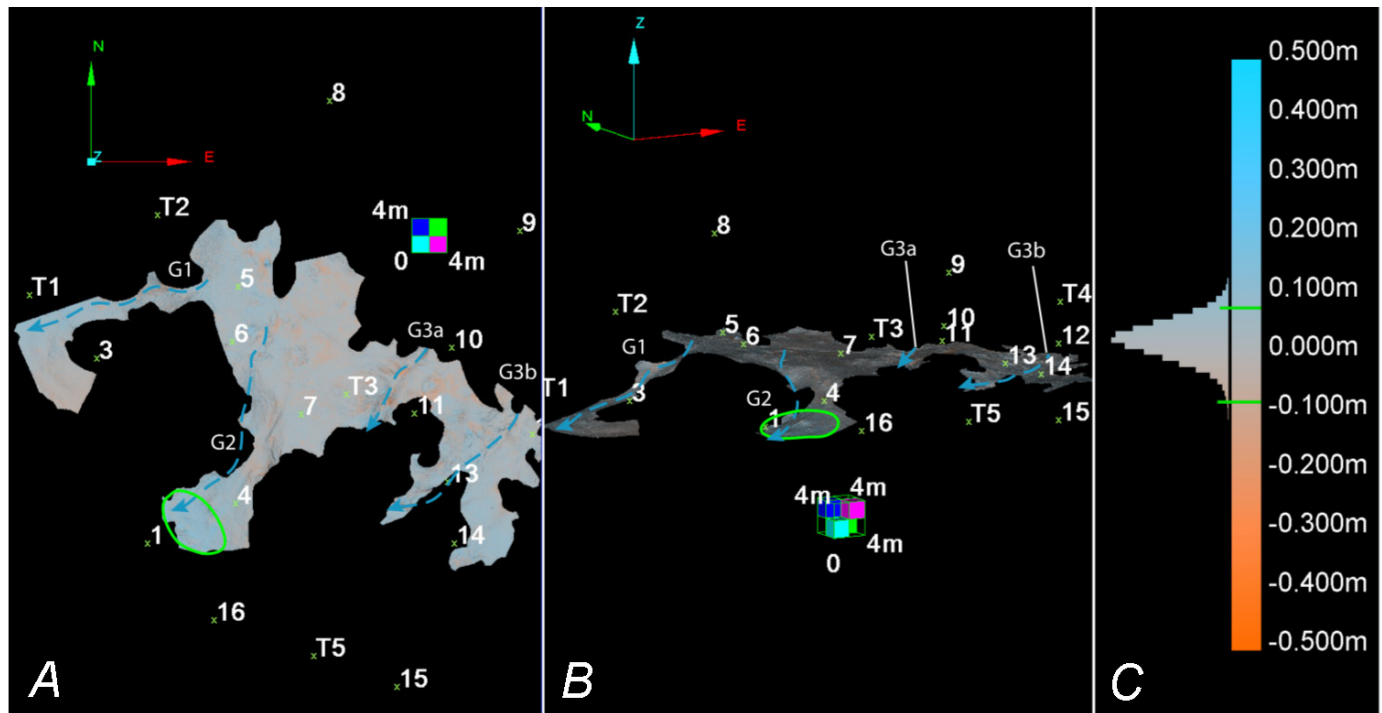 N
Z
E
8
T2
4m
0
4m
9
T1
G1
5
6
3
G3a
10
G3b
T3
11
7
G2
13
4
1
14
16
T5
15
A
Z
N
E
8
G3a
9
G3b
T2
T4
10
5
6
T3
11
12
G1
7
13
14
T1
3
4
G2
1
16
T5
15
4m
4m
4m
0
B
0.500m
0.400m
0.300m
0.200m
0.100m
0.000m
-0.100m
-0.200m
-0.300m
-0.400m
-0.500m
C